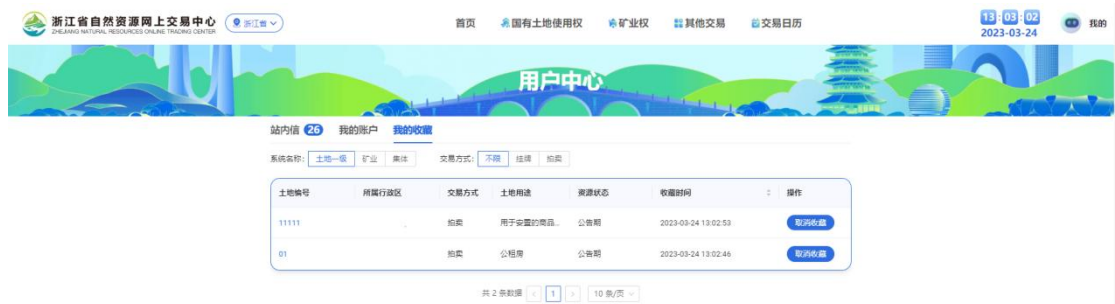 浙江省自然资源网上交易中心
ZHEJIANG NATURAL RESOURCES ONLINE TRADING CENTER
浙江省
首页 国有土地使用权 矿业权 其他交易 交易日历
13:03:02
2023-03-24
我的
用户中心
站内信 26 我的账户 我的收藏
系统名称: 土地一级 矿业 集体 交易方式: 不限 挂牌 拍卖
土地编号 所属行政区 交易方式 土地用途 资源状态 收藏时间 操作
11111 拍卖 用于安置的商品... 公告期 2023-03-24 13:02:53 取消收藏
01 拍卖 公租房 公告期 2023-03-24 13:02:46 取消收藏
共 2 条数据 < 1 > 10 条/页